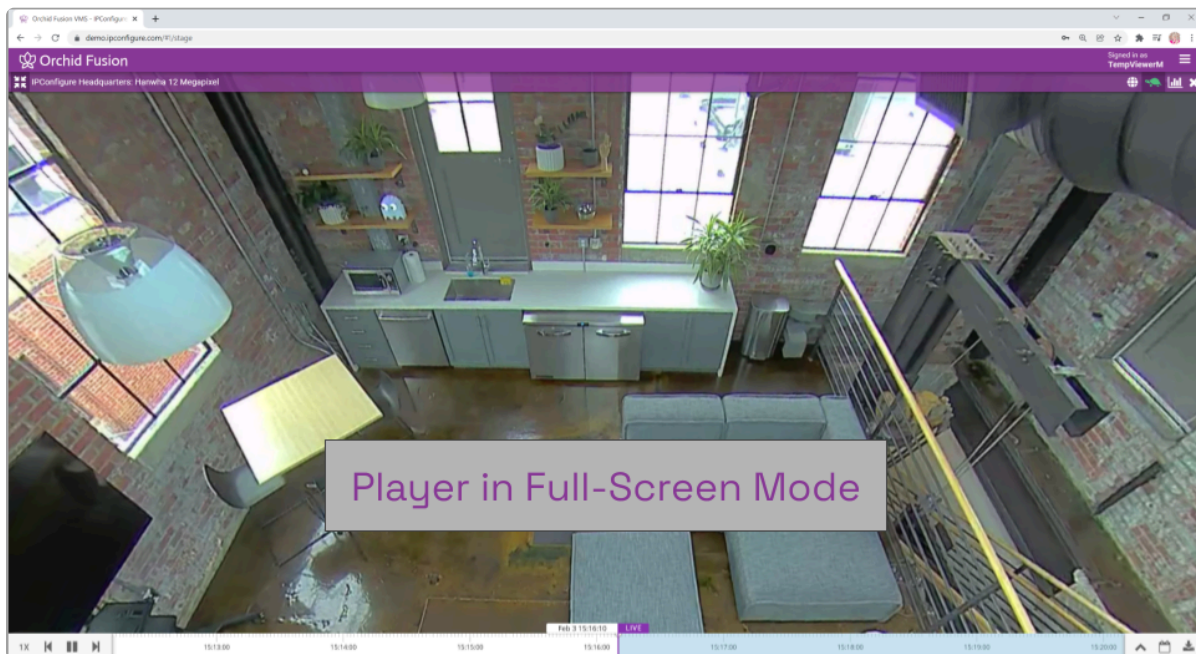 Orchid Fusion VMS - IPConfigure
demo.ipconfigure.com/#!/stage
Orchid Fusion
Signed in as
TempViewerM
IPConfigure Headquarters: Hanwha 12 Megapixel
Player in Full-Screen Mode
Feb 3 15:16:10 LIVE
1X 15:13:00 15:14:00 15:15:00 15:16:00 15:17:00 15:18:00 15:19:00 15:20:00